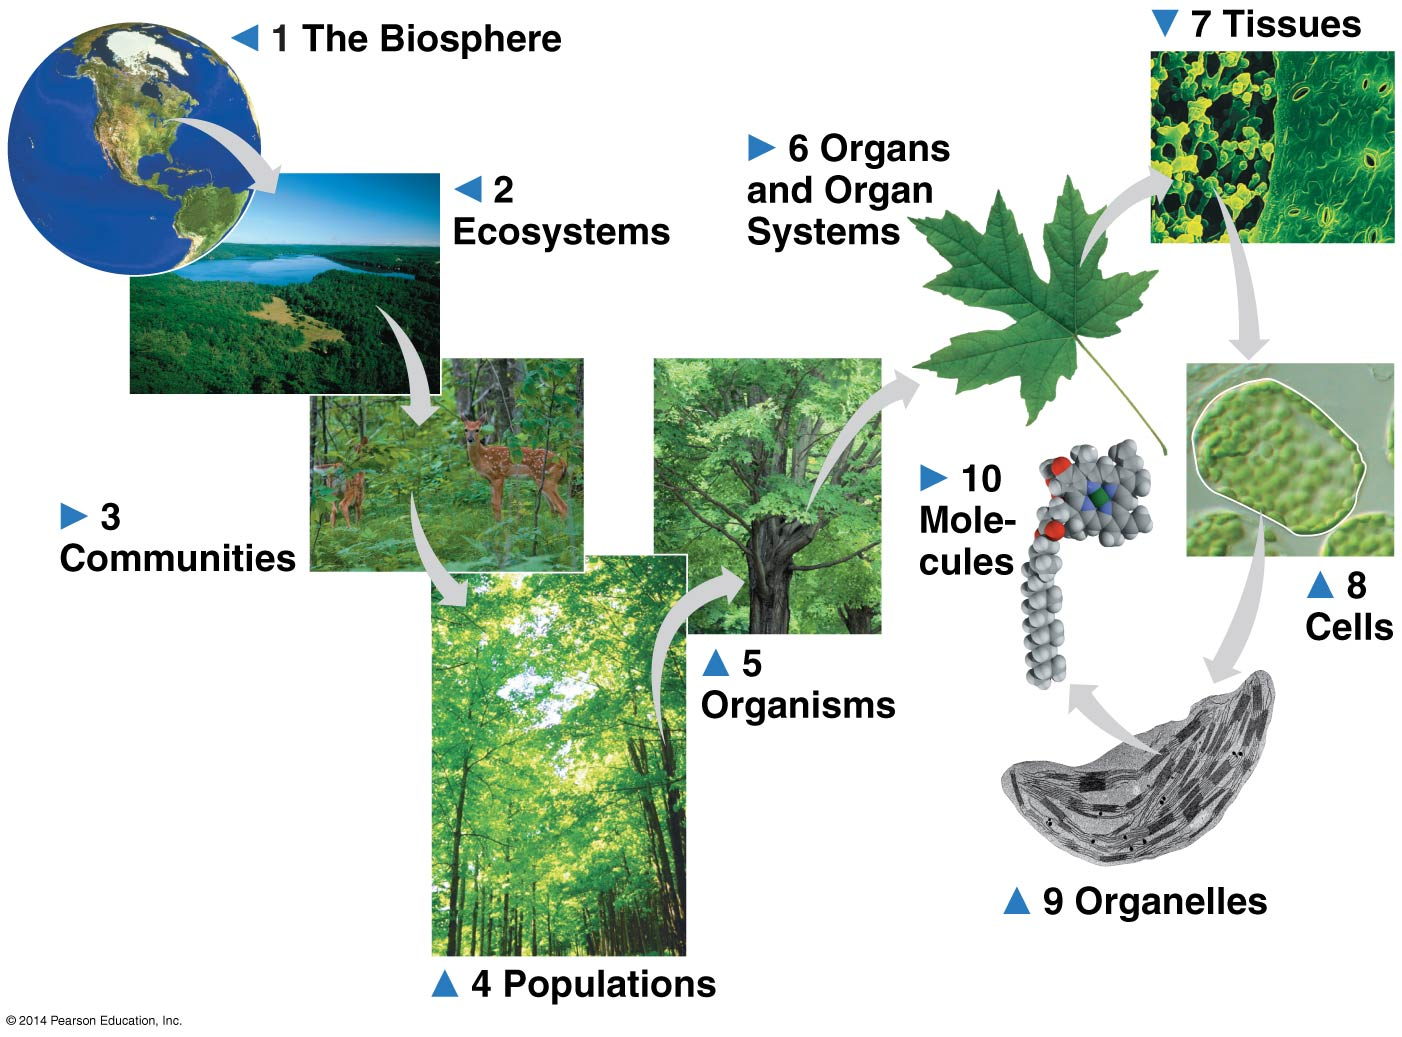 1 The Biosphere
2
Ecosystems
3
Communities
4 Populations
5
Organisms
6 Organs
and Organ
Systems
7 Tissues
8
Cells
9 Organelles
10
Mole-
cules
© 2014 Pearson Education, Inc.